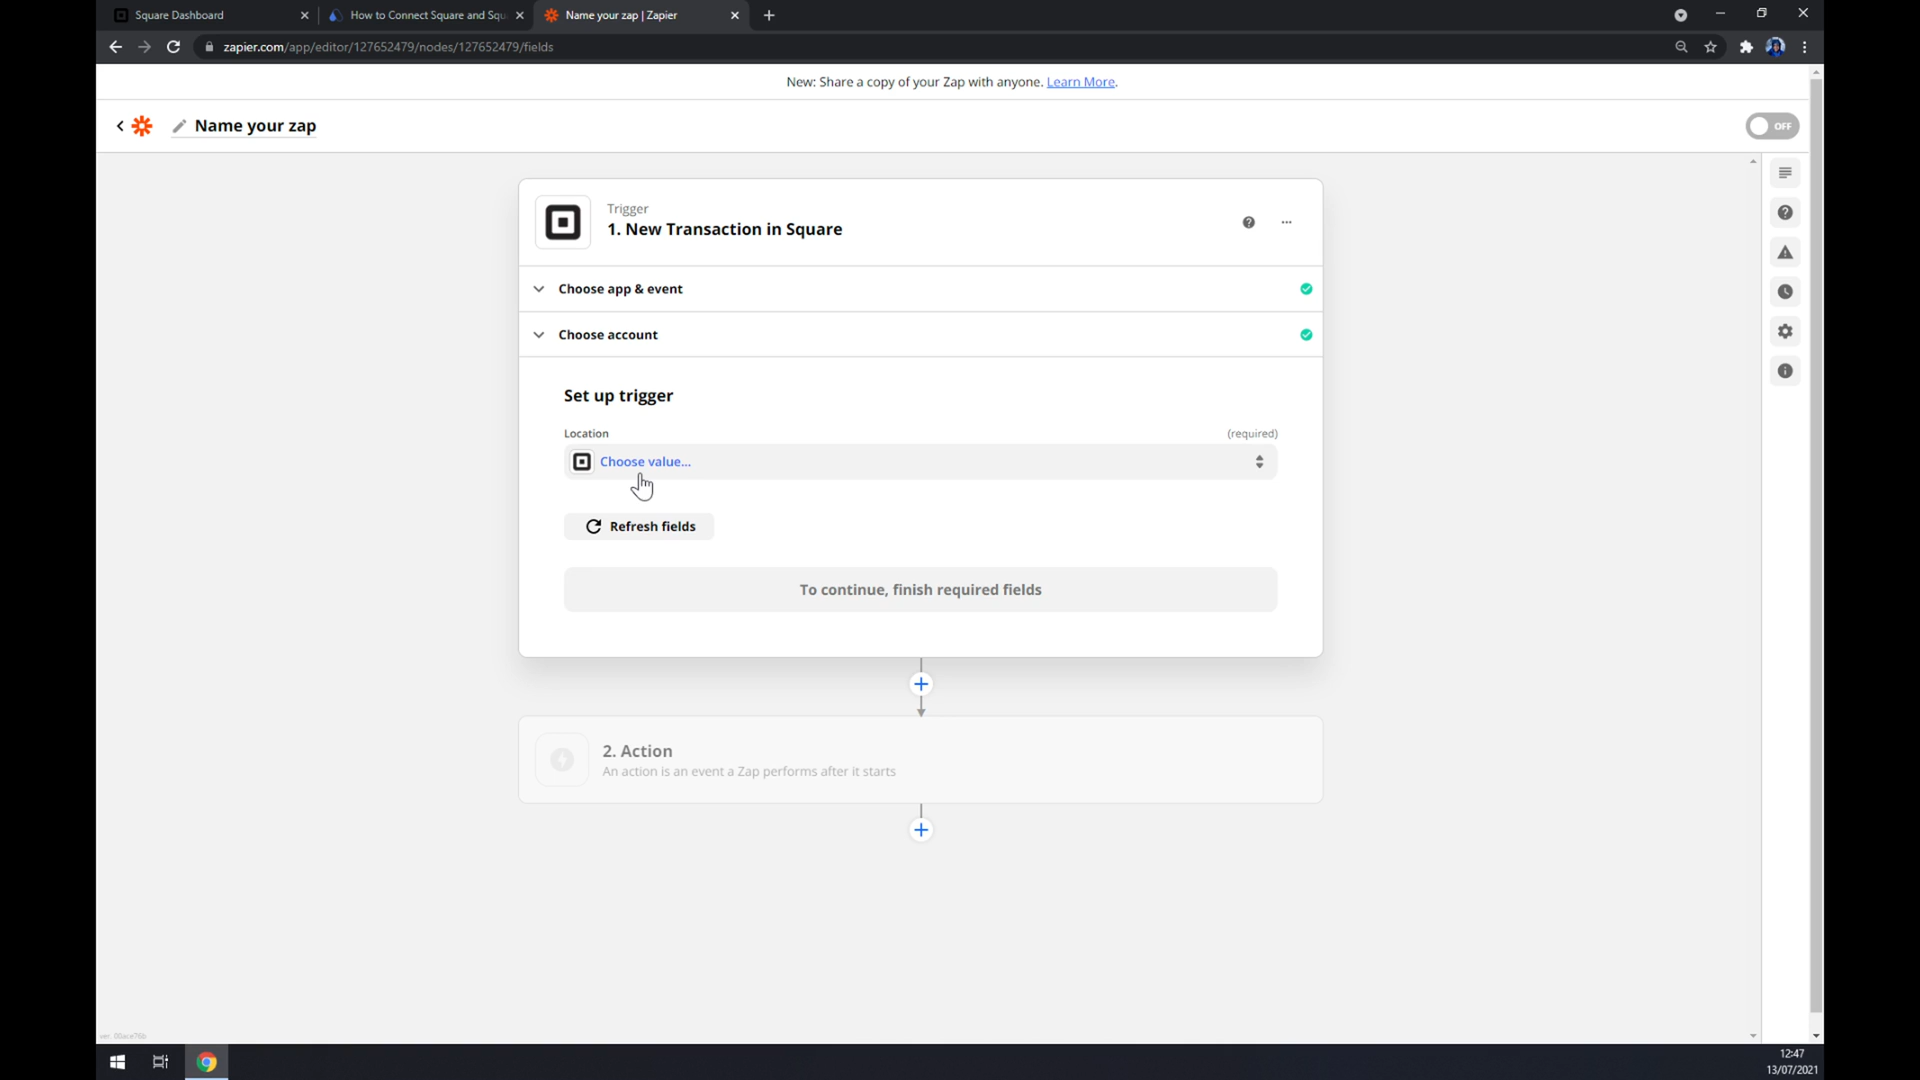 Square Dashboard
How to Connect Square and Squ
Name your zap | Zapier
zapier.com/app/editor/127652479/nodes/127652479/fields
New: Share a copy of your Zap with anyone. Learn More.
Name your zap
OFF
Trigger
1. New Transaction in Square
Choose app & event
Choose account
Set up trigger
Location
(required)
Choose value...
Refresh fields
To continue, finish required fields
2. Action
An action is an event a Zap performs after it starts
12:47
13/07/2021